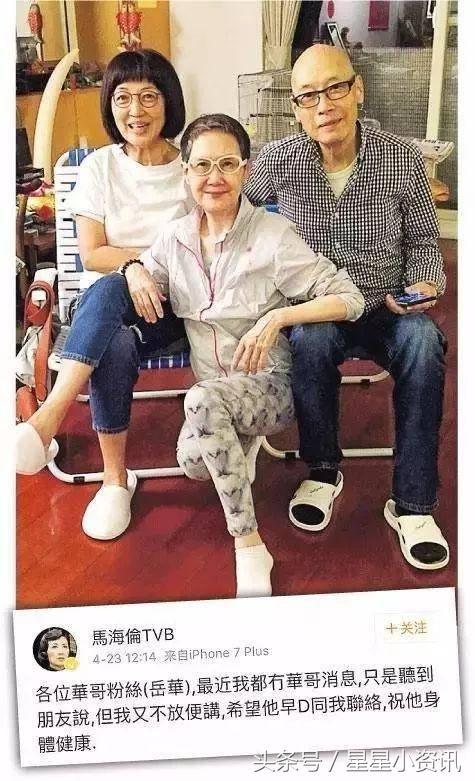 馬海倫TVB
4-23 12:14 來自iPhone 7 Plus
+关注
各位華哥粉絲(岳華),最近我都冇華哥消息,只是聽到
朋友說,但我又不放便講,希望他早D同我聯絡,祝他身
體健康.
头条号 / 星星小资讯